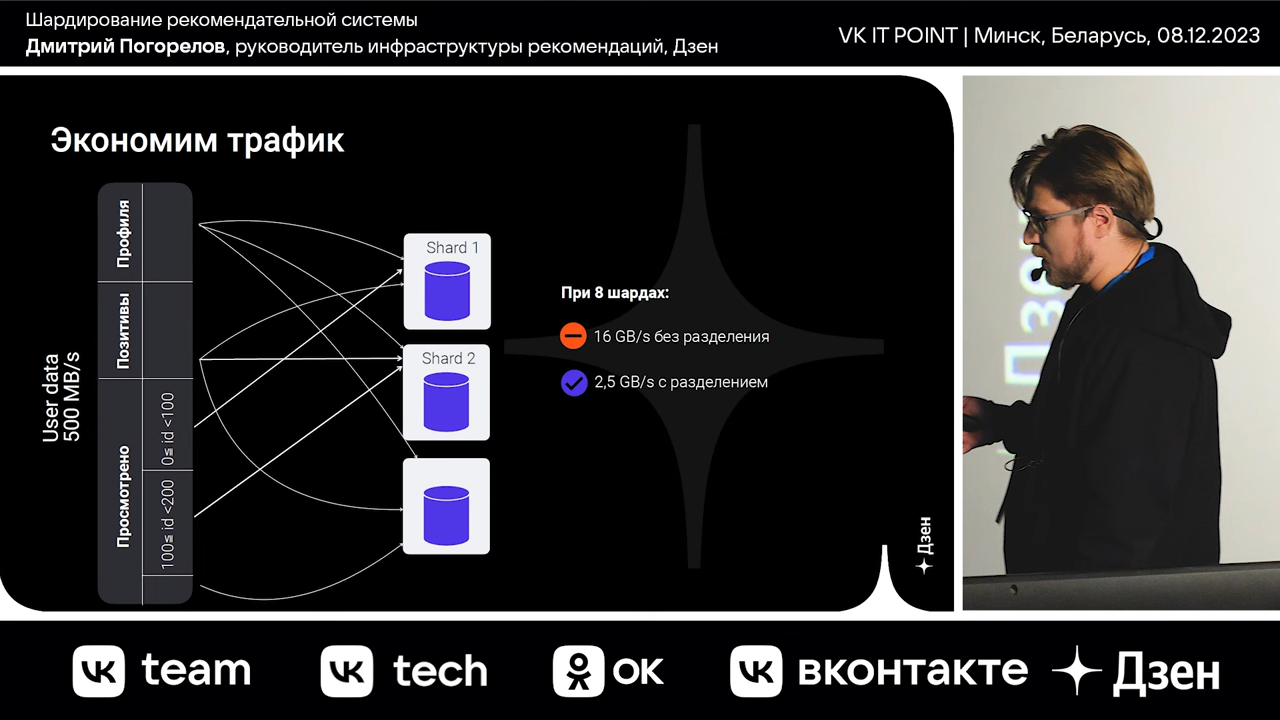 Шардирование рекомендательной системы
Дмитрий Погорелов, руководитель инфраструктуры рекомендаций, Дзен
VK IT POINT | Минск, Беларусь, 08.12.2023
Экономим трафик
User data
500 MB/s
Профиля
Позитивы
Просмотрено
0≤ id <100
100≤ id <200
Shard 1
Shard 2
При 8 шардах:
16 GB/s без разделения
2,5 GB/s с разделением
Дзен
team
tech
ок
вконтакте
Дзен